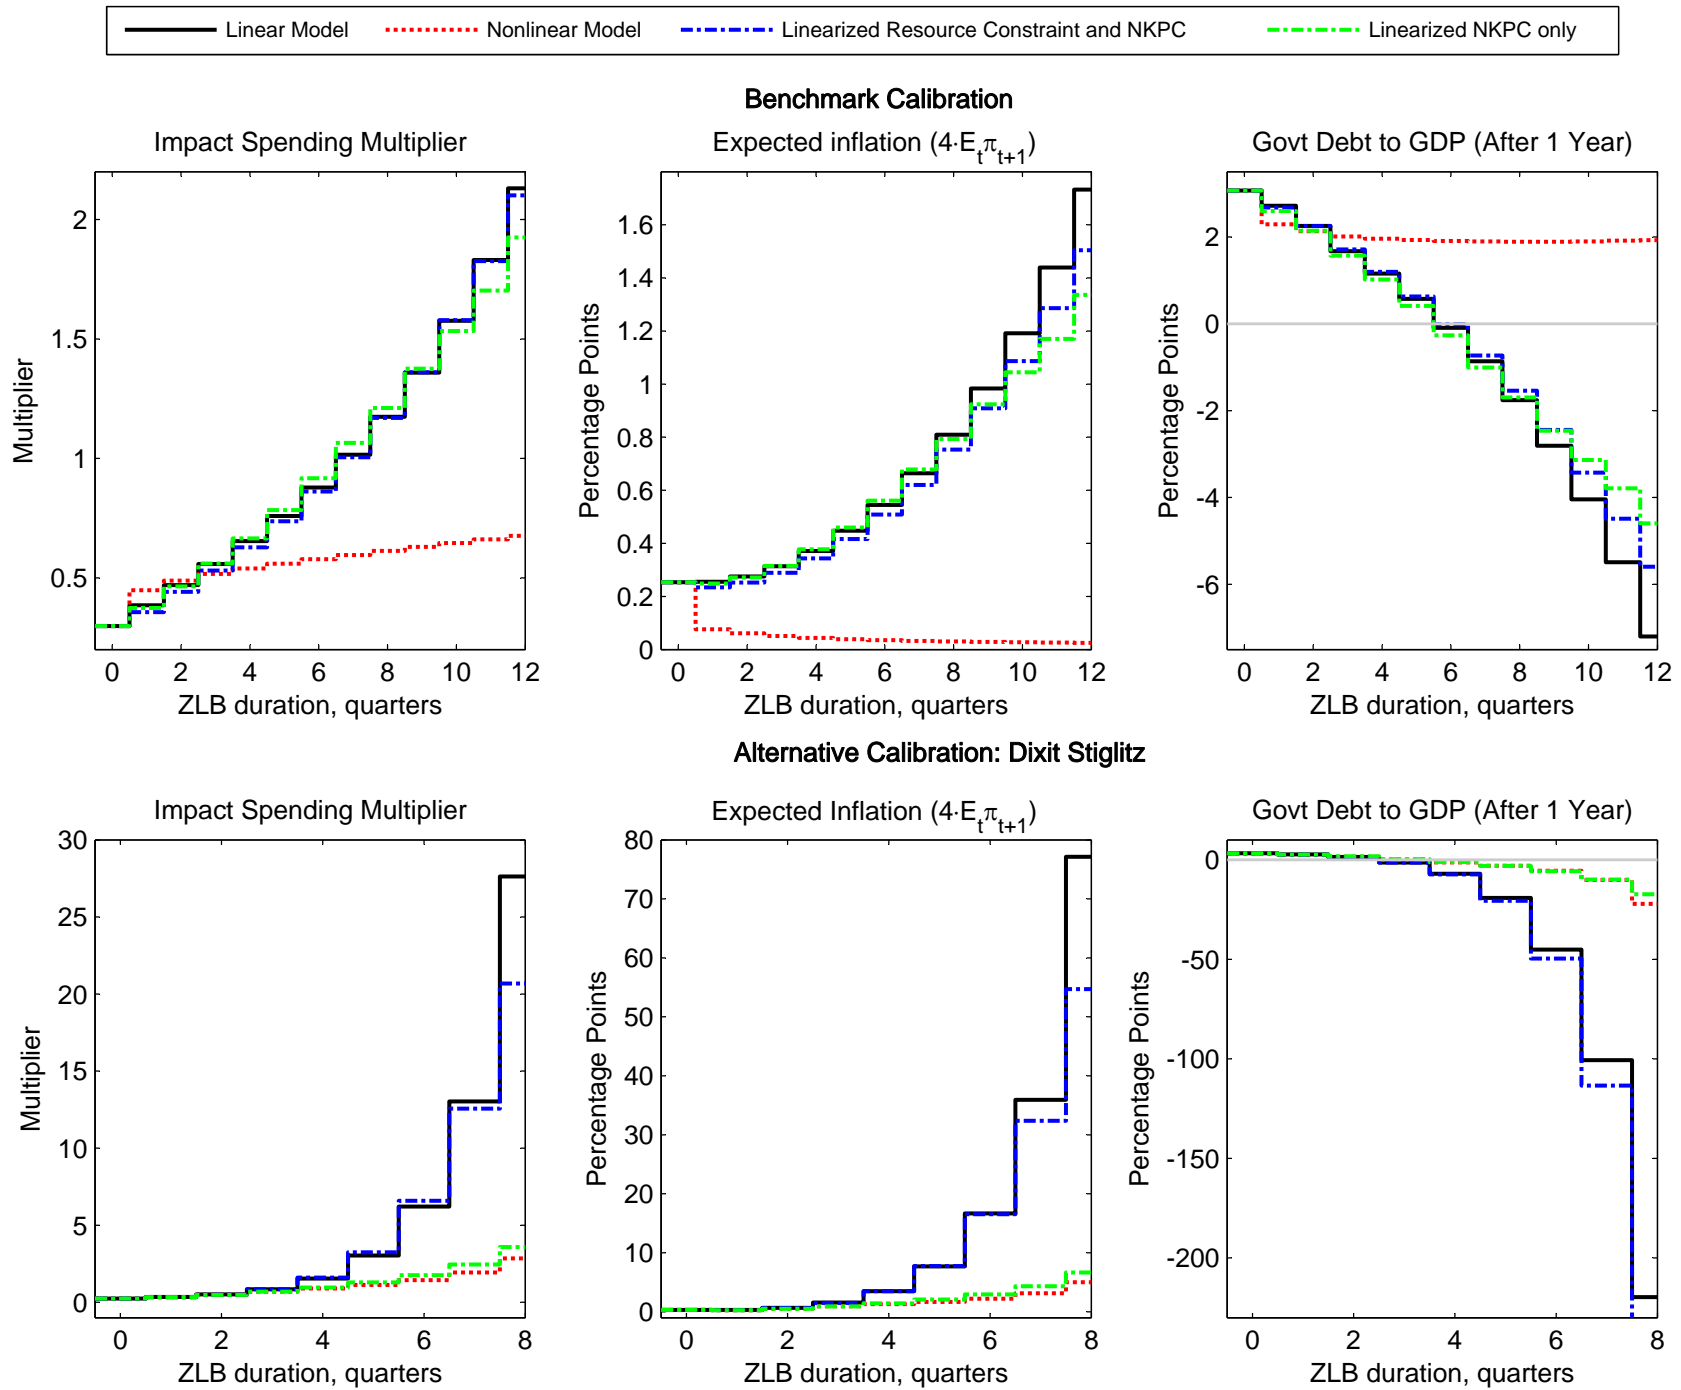 Linear Model
Nonlinear Model
Linearized Resource Constraint and NKPC
Linearized NKPC only
Benchmark Calibration
Impact Spending Multiplier
Multiplier
2
1.5
1
0.5
0 2 4 6 8 10 12
ZLB duration, quarters
Expected inflation (4·E_tπ_{t+1})
Percentage Points
1.6
1.4
1.2
1
0.8
0.6
0.4
0.2
0
0 2 4 6 8 10 12
ZLB duration, quarters
Govt Debt to GDP (After 1 Year)
Percentage Points
2
0
-2
-4
-6
0 2 4 6 8 10 12
ZLB duration, quarters
Alternative Calibration: Dixit Stiglitz
Impact Spending Multiplier
Multiplier
30
25
20
15
10
5
0
0 2 4 6 8
ZLB duration, quarters
Expected Inflation (4·E_tπ_{t+1})
Percentage Points
80
70
60
50
40
30
20
10
0
0 2 4 6 8
ZLB duration, quarters
Govt Debt to GDP (After 1 Year)
Percentage Points
0
-50
-100
-150
-200
0 2 4 6 8
ZLB duration, quarters